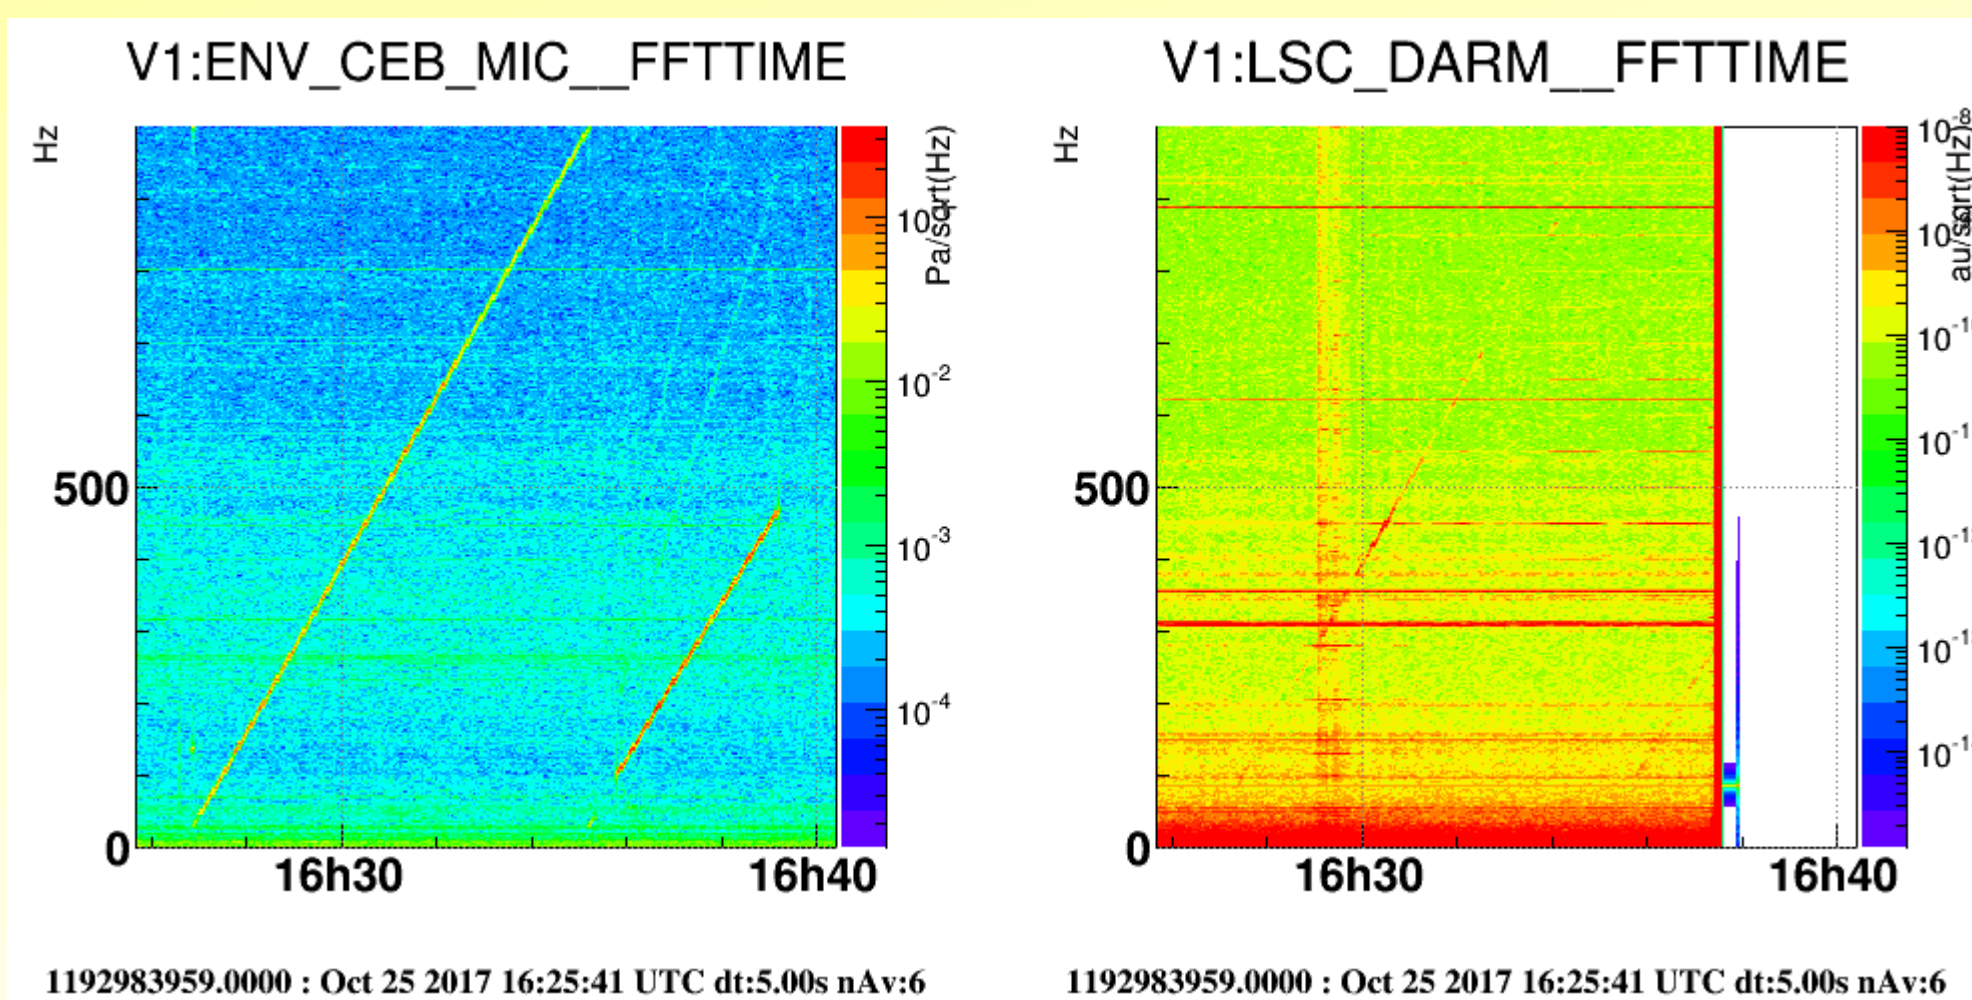 V1:ENV_CEB_MIC__FFTTIME
Hz
Pa/sqrt(Hz)
10^-2
10^-3
10^-4
500
0
16h30
16h40
1192983959.0000 : Oct 25 2017 16:25:41 UTC dt:5.00s nAv:6
V1:LSC_DARM__FFTTIME
Hz
au/sqrt(Hz)
10^-8
500
0
16h30
16h40
1192983959.0000 : Oct 25 2017 16:25:41 UTC dt:5.00s nAv:6